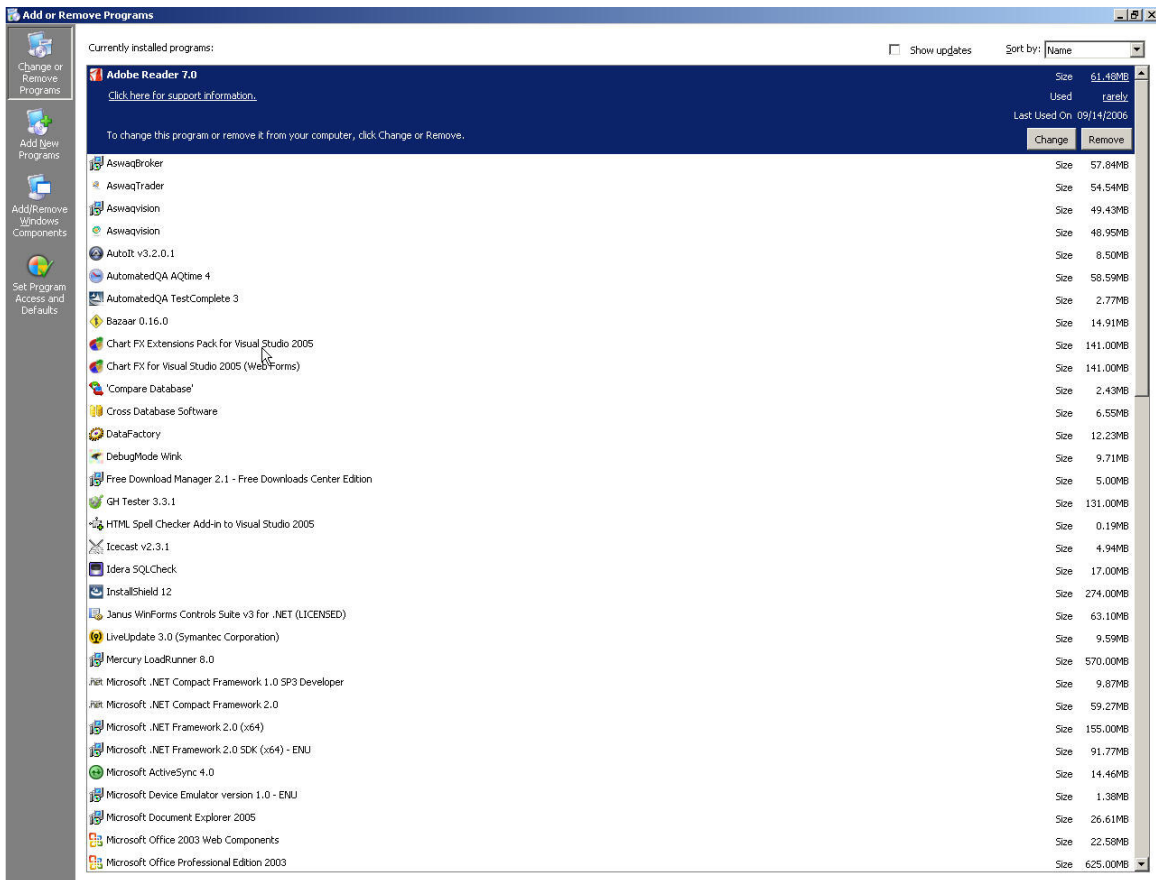 Add or Remove Programs
Change or
Remove
Programs
Add New
Programs
Add/Remove
Windows
Components
Set Program
Access and
Defaults
Currently installed programs:
Show updates
Sort by: Name
Adobe Reader 7.0 Size 61.48MB
Click here for support information. Used rarely
Last Used On 09/14/2006
To change this program or remove it from your computer, click Change or Remove. Change Remove
AswaqBroker Size 57.84MB
AswaqTrader Size 54.54MB
Aswaqvision Size 49.43MB
Aswaqvision Size 48.95MB
AutoIt v3.2.0.1 Size 8.50MB
AutomatedQA AQtime 4 Size 58.59MB
AutomatedQA TestComplete 3 Size 2.77MB
Bazaar 0.16.0 Size 14.91MB
Chart FX Extensions Pack for Visual Studio 2005 Size 141.00MB
Chart FX for Visual Studio 2005 (Web Forms) Size 141.00MB
'Compare Database' Size 2.43MB
Cross Database Software Size 6.55MB
DataFactory Size 12.23MB
DebugMode Wink Size 9.71MB
Free Download Manager 2.1 - Free Downloads Center Edition Size 5.00MB
GH Tester 3.3.1 Size 131.00MB
HTML Spell Checker Add-in to Visual Studio 2005 Size 0.19MB
Icecast v2.3.1 Size 4.94MB
Idera SQLCheck Size 17.00MB
InstallShield 12 Size 274.00MB
Janus WinForms Controls Suite v3 for .NET (LICENSED) Size 63.10MB
LiveUpdate 3.0 (Symantec Corporation) Size 9.59MB
Mercury LoadRunner 8.0 Size 570.00MB
Microsoft .NET Compact Framework 1.0 SP3 Developer Size 9.87MB
Microsoft .NET Compact Framework 2.0 Size 59.27MB
Microsoft .NET Framework 2.0 (x64) Size 155.00MB
Microsoft .NET Framework 2.0 SDK (x64) - ENU Size 91.77MB
Microsoft ActiveSync 4.0 Size 14.46MB
Microsoft Device Emulator version 1.0 - ENU Size 1.38MB
Microsoft Document Explorer 2005 Size 26.61MB
Microsoft Office 2003 Web Components Size 22.58MB
Microsoft Office Professional Edition 2003 Size 625.00MB